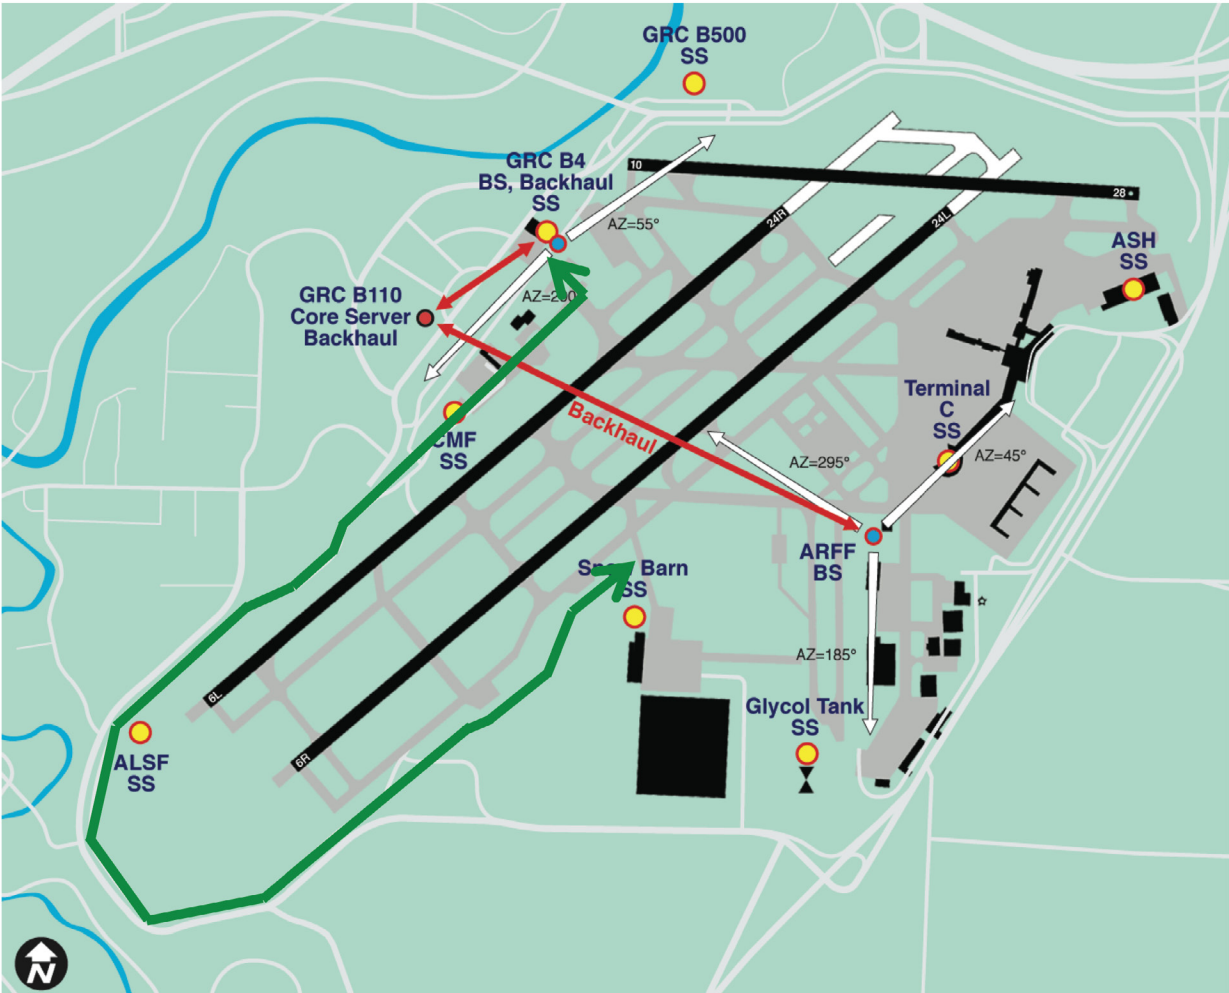 GRC B500
SS
GRC B4
BS, Backhaul
SS
10
28
24R
24L
AZ=55°
ASH
SS
GRC B110
Core Server
Backhaul
Terminal
C
SS
Backhaul
CMF
SS
AZ=295°
AZ=45°
ARFF
BS
Barn
SS
AZ=185°
6L
Glycol Tank
SS
6R
ALSF
SS
N